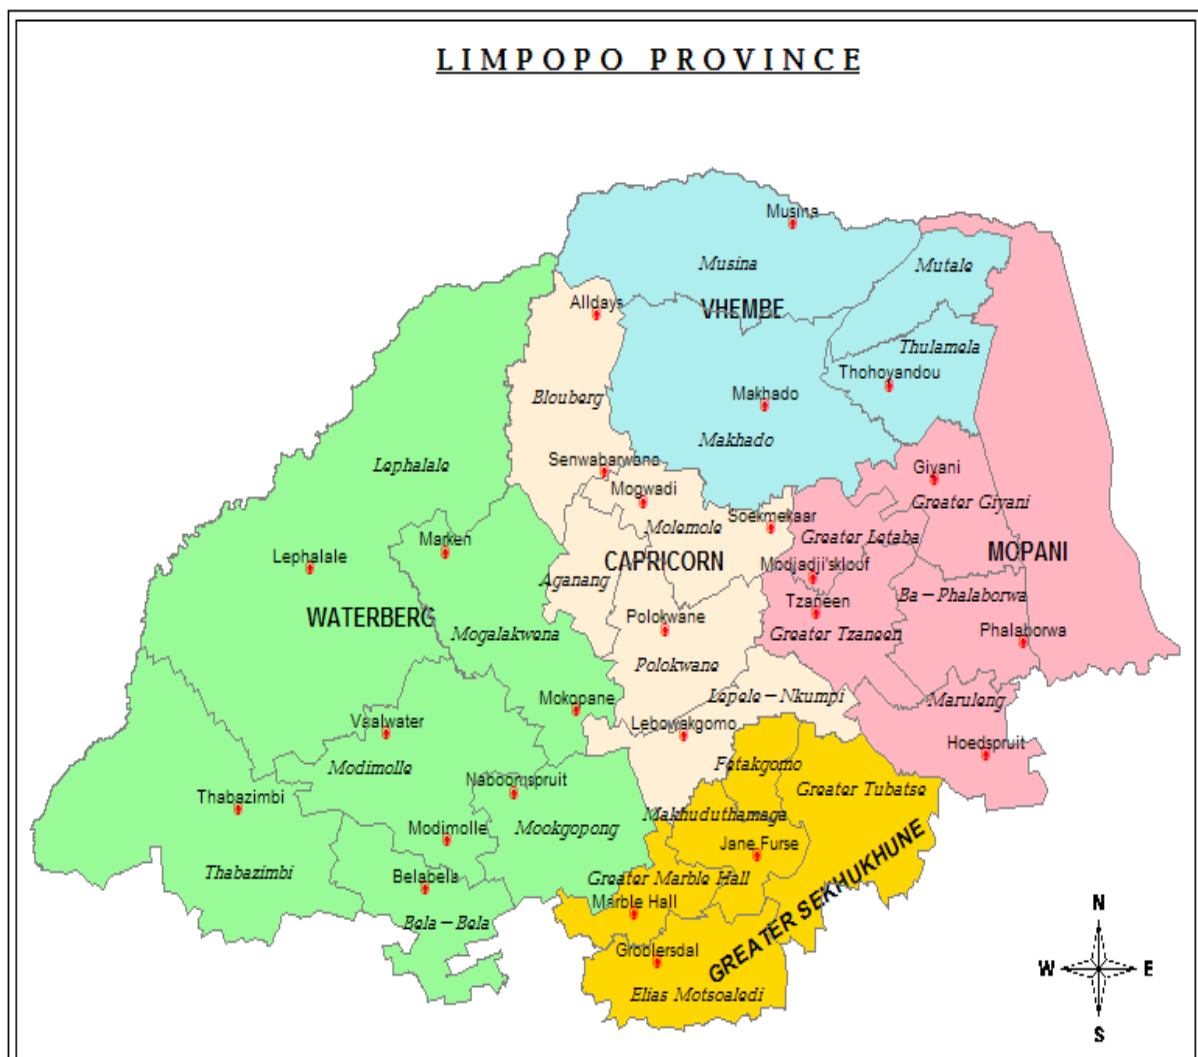 LIMPOPO PROVINCE
Musina
Musina
Mutale
Alldays
VHEMBE
Thulamela
Thohoyandou
Blouberg
Makhado
Makhado
Lephalale
Senwabarwano
Giyani
Mogwadi
Greater Giyani
Soekmekaar
Molemole
Greater Letaba
Marken
MOPANI
Lephalale
CAPRICORN
Aganang
Modjadji'skloof
Ba-Phalaborwa
Tzaneen
WATERBERG
Polokwane
Mogalakwena
Greater Tzaneen
Phalaborwa
Polokwane
Lepele-Nkumpi
Maruleng
Mokopane
Vaalwater
Lebowakgomo
Hoedspruit
Modimolle
Fetakgomo
Naboomspruit
Greater Tubatse
Thabazimbi
Makhuduthamaga
Modimolle
Mookgopong
Jane Furse
Thabazimbi
Belabela
Greater Marble Hall
Marble Hall
GREATER SEKHUKHUNE
Bela-Bela
Groblersdal
Elias Motsoaledi
N
W E
S